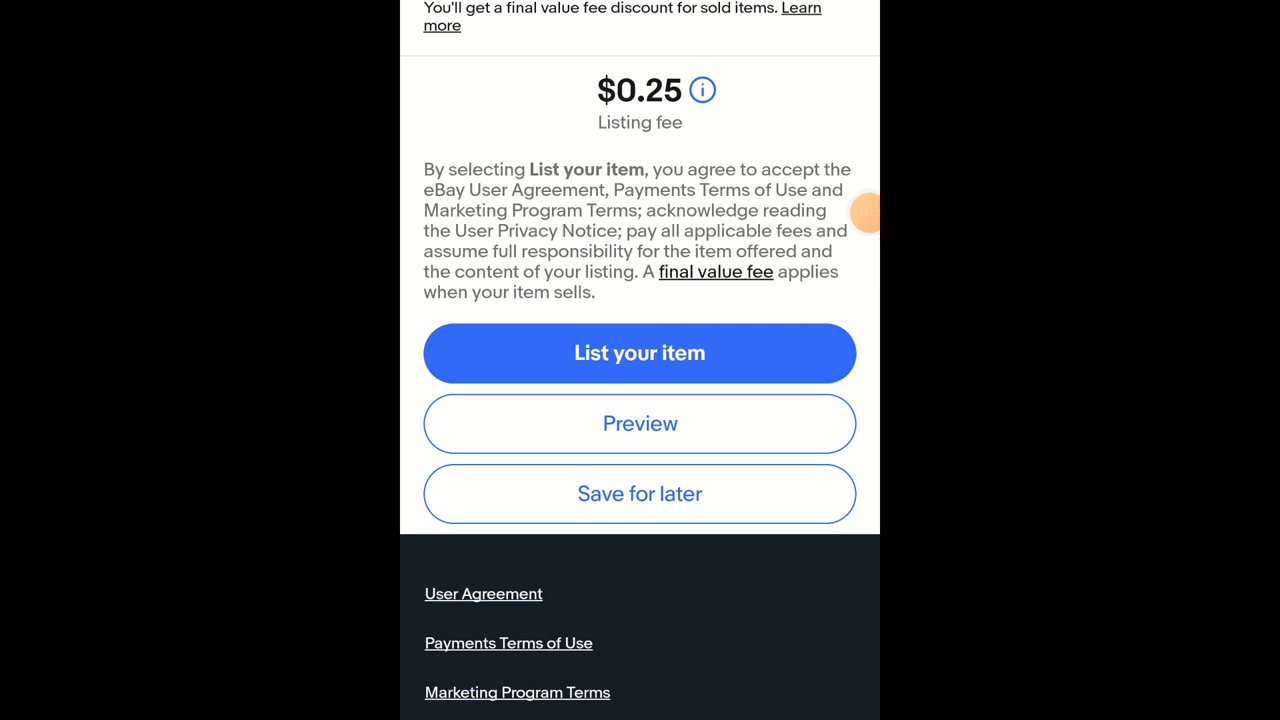 You'll get a final value fee discount for sold items. Learn
more
$0.25
Listing fee
By selecting List your item, you agree to accept the
eBay User Agreement, Payments Terms of Use and
Marketing Program Terms; acknowledge reading
the User Privacy Notice; pay all applicable fees and
assume full responsibility for the item offered and
the content of your listing. A final value fee applies
when your item sells.
List your item
Preview
Save for later
User Agreement
Payments Terms of Use
Marketing Program Terms